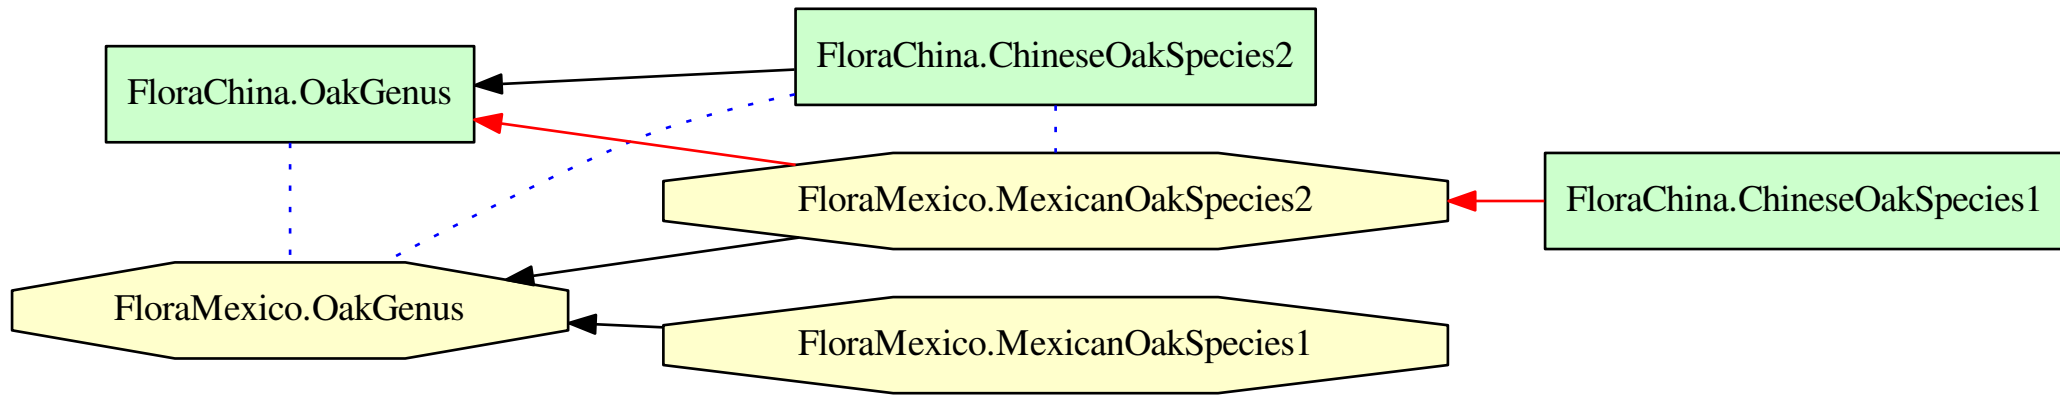 FloraChina.ChineseOakSpecies2
FloraChina.OakGenus
FloraMexico.MexicanOakSpecies2
FloraChina.ChineseOakSpecies1
FloraMexico.OakGenus
FloraMexico.MexicanOakSpecies1